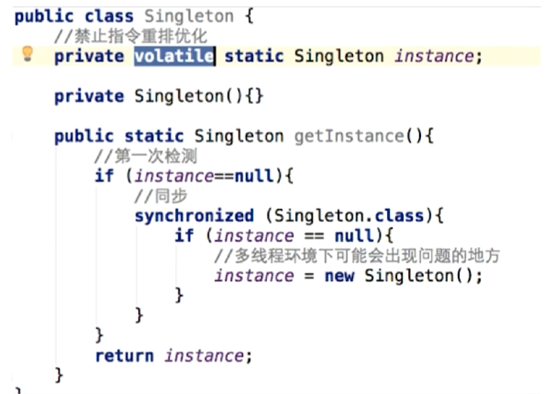 public class Singleton {
//禁止指令重排优化
private volatile static Singleton instance;
private Singleton(){}
public static Singleton getInstance(){
//第一次检测
if (instance==null){
//同步
synchronized (Singleton.class){
if (instance == null){
//多线程环境下可能会出现问题的地方
instance = new Singleton();
}
}
}
return instance;
}
}